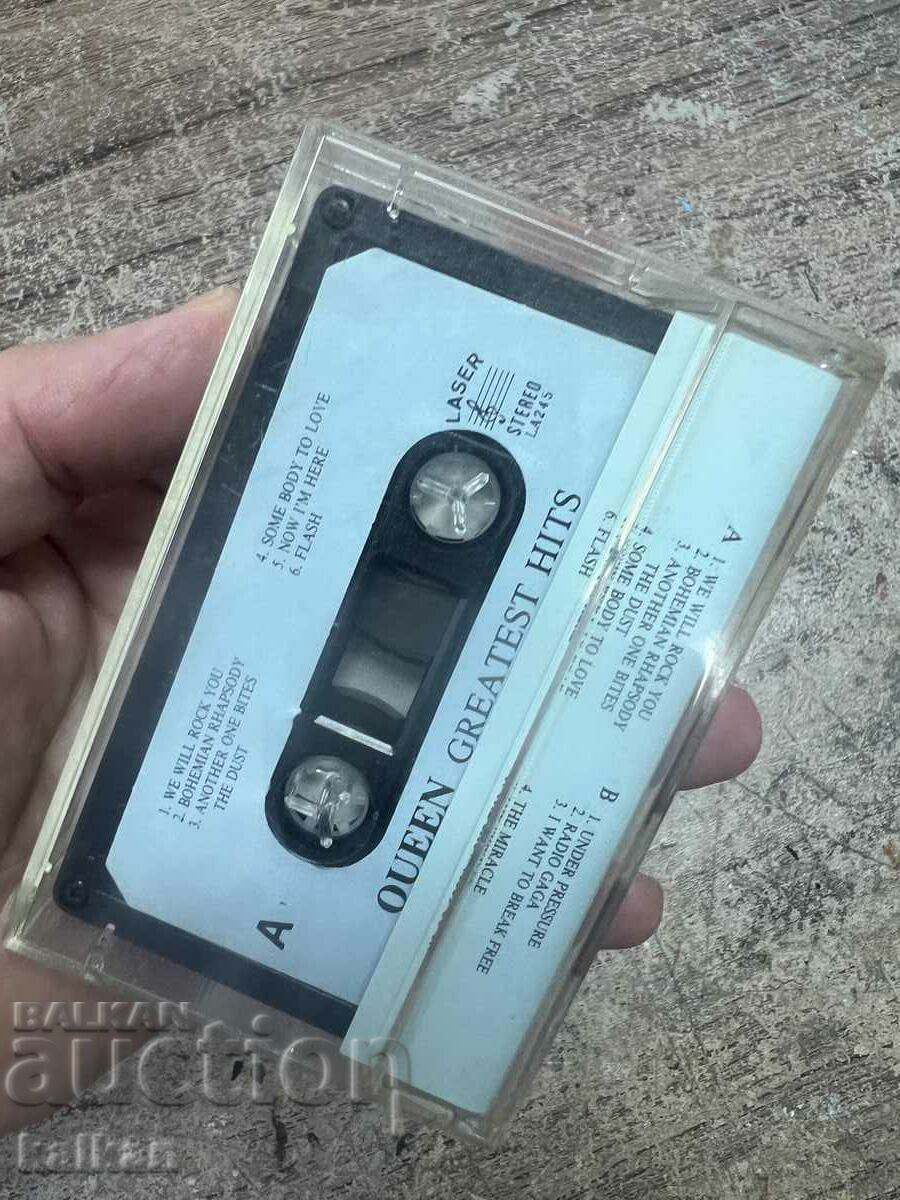 LASER
STEREO
LA245
4. SOME BODY TO LOVE
5. NOW I'M HERE
6. FLASH
1. WE WILL ROCK YOU
2. BOHEMIAN RHAPSODY
3. ANOTHER ONE BITES
THE DUST
QUEEN GREATEST HITS
A
A
1. WE WILL ROCK YOU
2. BOHEMIAN RHAPSODY
3. ANOTHER ONE BITES
THE DUST
4. SOME BODY TO LOVE
6. FLASH
B
1. UNDER PRESSURE
2. RADIO GAGA
3. I WANT TO BREAK FREE
4. THE MIRACLE
BALKAN
auction
kalkan